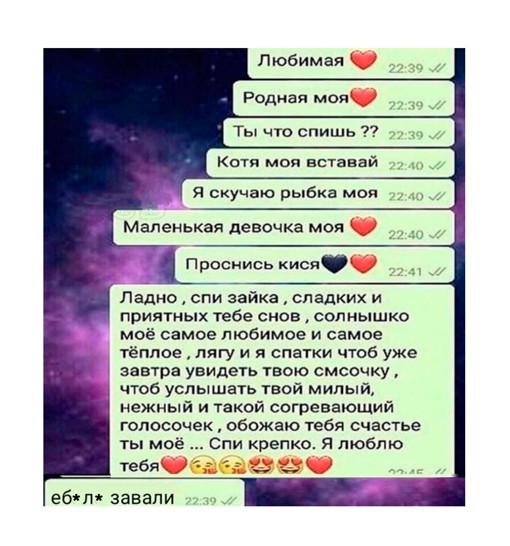 Любимая ❤️ 22:39
Родная моя❤️ 22:39
Ты что спишь ?? 22:39
Котя моя вставай 22:40
Я скучаю рыбка моя 22:40
Маленькая девочка моя ❤️ 22:40
Проснись кися🖤❤️ 22:41
Ладно , спи зайка , сладких и
приятных тебе снов , солнышко
моё самое любимое и самое
тёплое , лягу и я спатки чтоб уже
завтра увидеть твою смсочку ,
чтоб услышать твой милый,
нежный и такой согревающий
голосочек , обожаю тебя счастье
ты моё ... Спи крепко. Я люблю
тебя❤️😘😘😍😍❤️
еб*л* завали 22:39